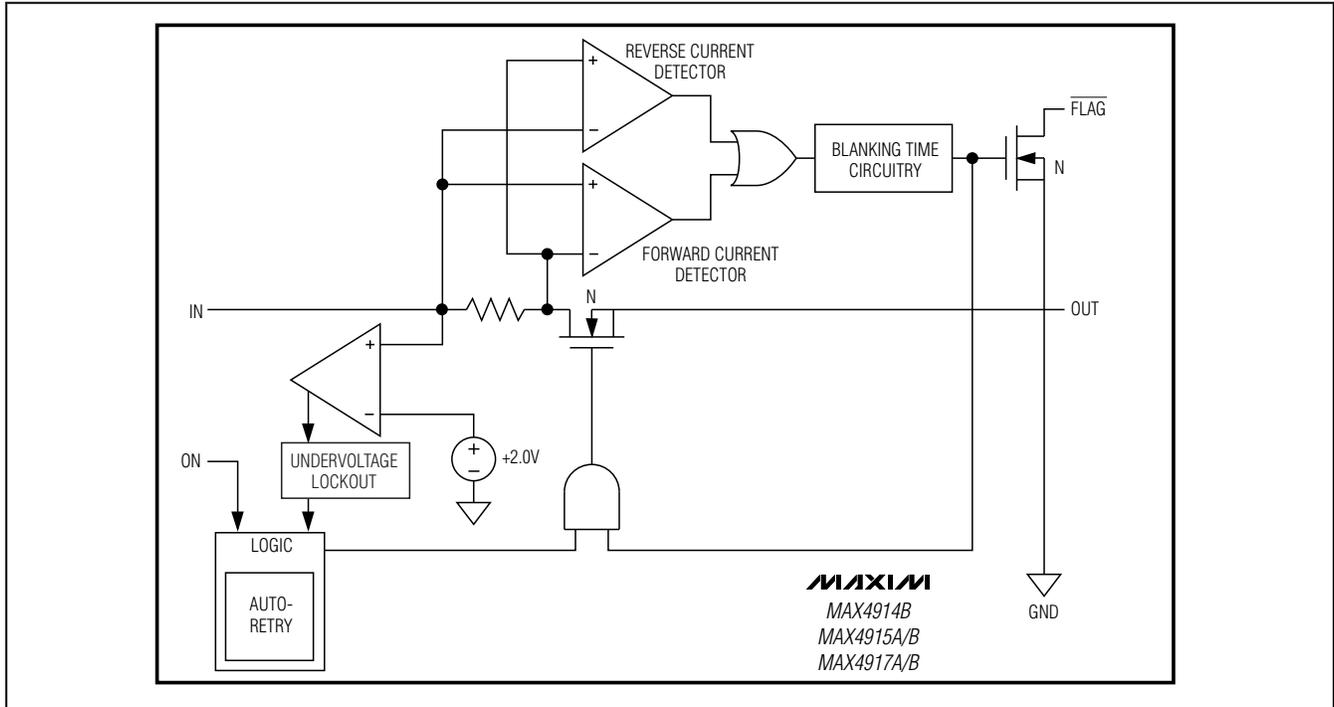 REVERSE CURRENT
DETECTOR
+
−
FLAG
BLANKING TIME
CIRCUITRY
N
+
−
FORWARD CURRENT
DETECTOR
IN
N
OUT
+
−
ON
UNDERVOLTAGE
LOCKOUT
+
−
+2.0V
LOGIC
AUTO-
RETRY
MAXIM
MAX4914B
MAX4915A/B
MAX4917A/B
GND